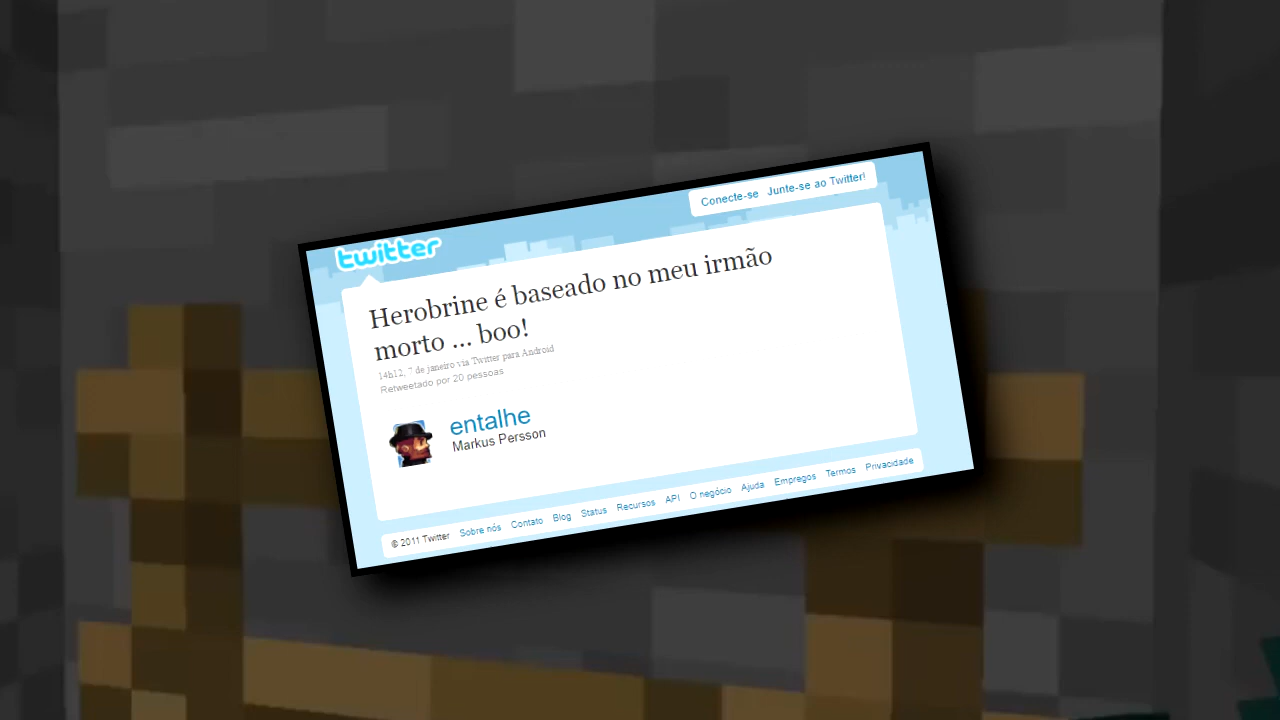 Conecte-se Junte-se ao Twitter!
twitter
Herobrine é baseado no meu irmão
morto ... boo!
14h12, 7 de janeiro via Twitter para Android
Retweetado por 20 pessoas
entalhe
Markus Persson
© 2011 Twitter Sobre nós Contato Blog Status Recursos API O negócio Ajuda Empregos Termos Privacidade